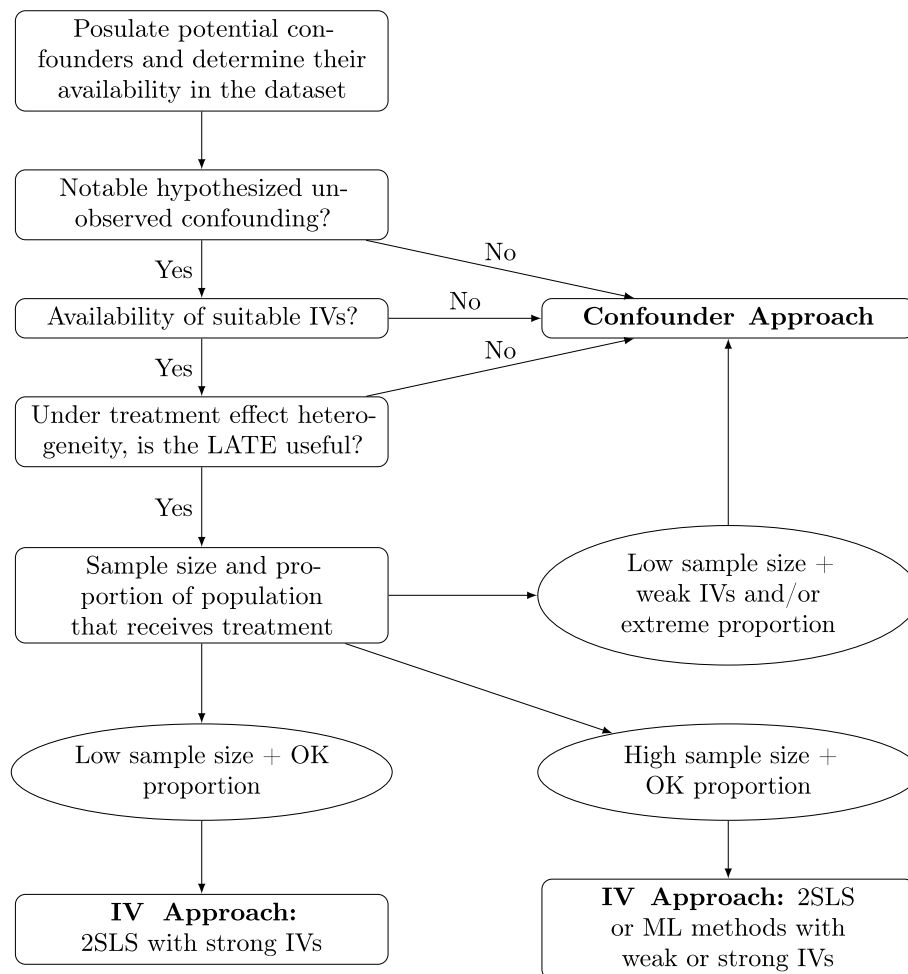 Posulate potential con-
founders and determine their
availability in the dataset
Notable hypothesized un-
observed confounding?
No
Yes
Availability of suitable IVs?
No
Confounder Approach
Yes
No
Under treatment effect hetero-
geneity, is the LATE useful?
Yes
Sample size and pro-
portion of population
that receives treatment
Low sample size +
weak IVs and/or
extreme proportion
Low sample size + OK
proportion
High sample size +
OK proportion
IV Approach:
2SLS with strong IVs
IV Approach: 2SLS
or ML methods with
weak or strong IVs